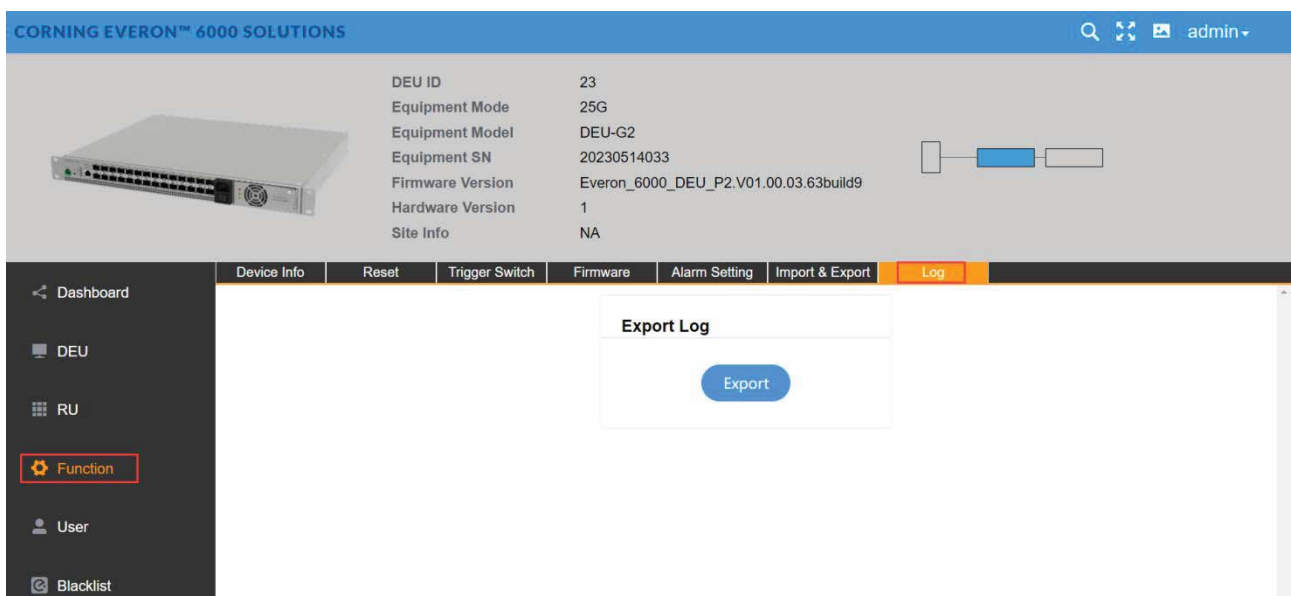 CORNING EVERON™ 6000 SOLUTIONS
admin
DEU ID 23
Equipment Mode 25G
Equipment Model DEU-G2
Equipment SN 20230514033
Firmware Version Everon_6000_DEU_P2.V01.00.03.63build9
Hardware Version 1
Site Info NA
Device Info Reset Trigger Switch Firmware Alarm Setting Import & Export Log
Dashboard
DEU
RU
Function
User
Blacklist
Export Log
Export